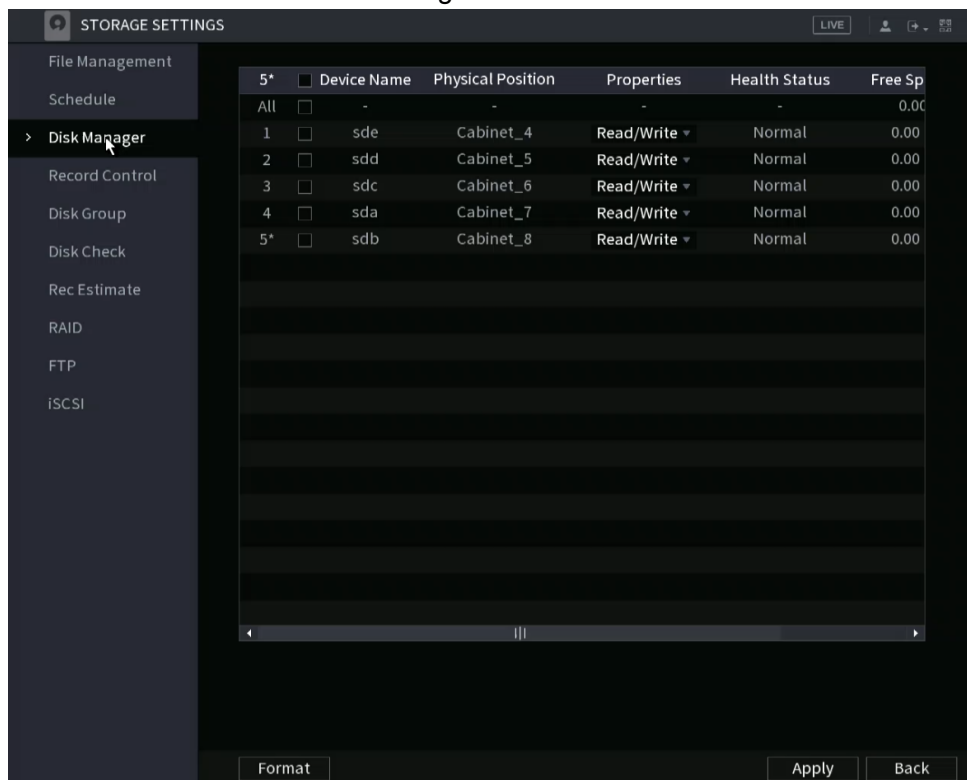 STORAGE SETTINGS LIVE
File Management
Schedule
Disk Manager
Record Control
Disk Group
Disk Check
Rec Estimate
RAID
FTP
iSCSI
5* Device Name Physical Position Properties Health Status Free Sp
All - - - - 0.00
1 sde Cabinet_4 Read/Write Normal 0.00
2 sdd Cabinet_5 Read/Write Normal 0.00
3 sdc Cabinet_6 Read/Write Normal 0.00
4 sda Cabinet_7 Read/Write Normal 0.00
5* sdb Cabinet_8 Read/Write Normal 0.00
Format Apply Back